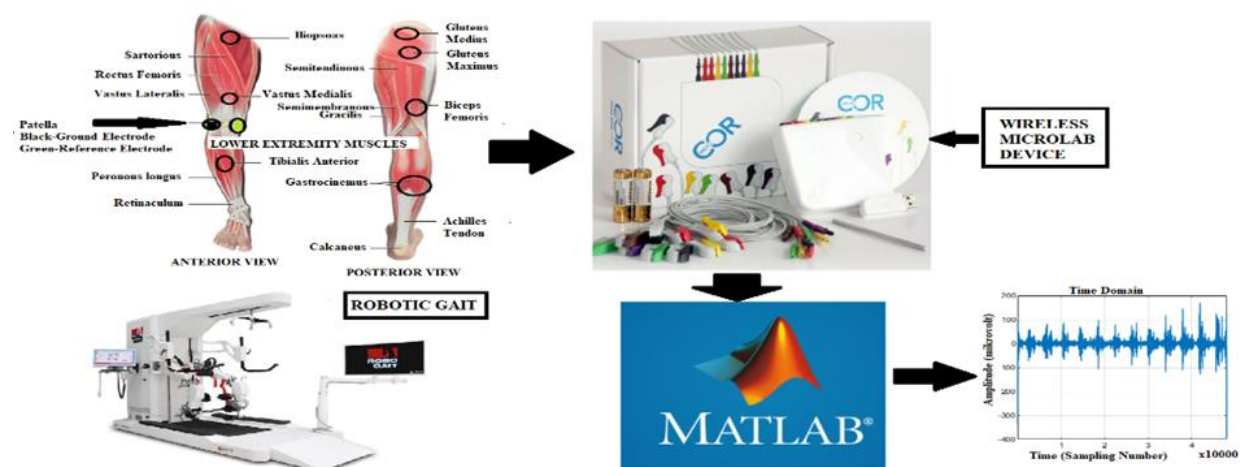 Iliopsoas
Sartorious
Rectus Femoris
Vastus Lateralis
Vastus Medialis
Patella
Black-Ground Electrode
Green-Reference Electrode
LOWER EXTREMITY MUSCLES
Tibialis Anterior
Peronous longus
Retinaculum
ANTERIOR VIEW
Gluteus
Medius
Gluteus
Maximus
Semitendinous
Semimembranous
Gracilis
Biceps
Femoris
Gastrocinemus
Achilles
Tendon
Calcaneus
POSTERIOR VIEW
ROBOTIC GAIT
ROBO
GAIT
COR
COR
COR
WIRELESS
MICROLAB
DEVICE
MATLAB®
Time Domain
Amplitude (mikrovolt)
200
100
0
-100
-200
-300
-400
1
2
3
4
x10000
Time (Sampling Number)